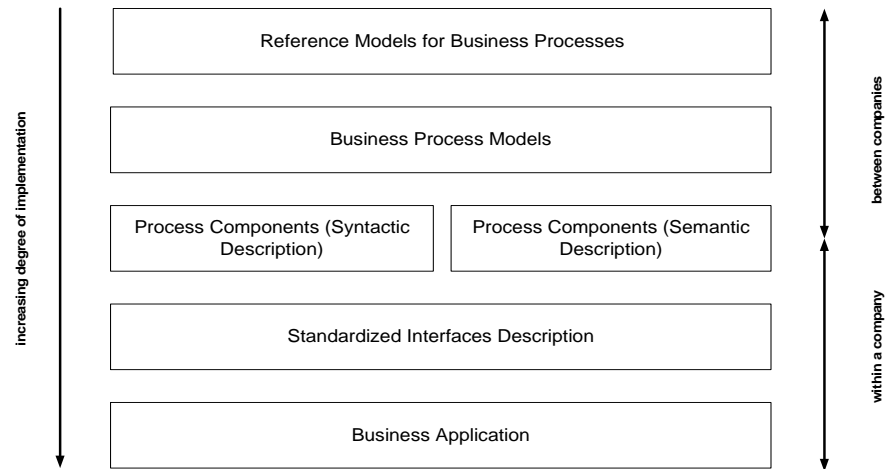 Reference Models for Business Processes
Business Process Models
Process Components (Syntactic
Description)
Process Components (Semantic
Description)
Standardized Interfaces Description
Business Application
increasing degree of implementation
between companies
within a company